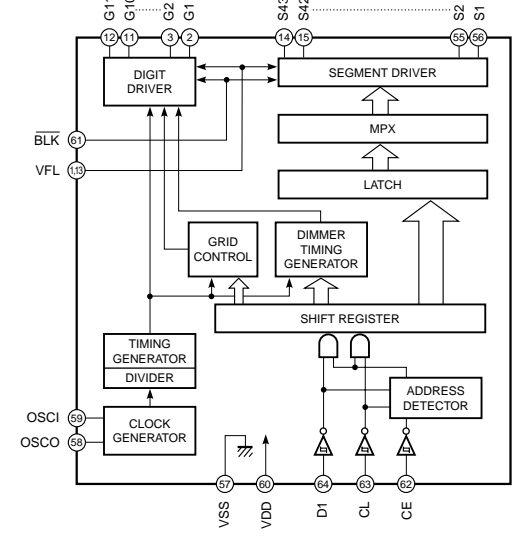 G11 G10 G2 G1 S43 S42 S2 S1
12 11 3 2 14 15 55 56
DIGIT
DRIVER
SEGMENT DRIVER
MPX
LATCH
BLK 61
VFL 1,13
GRID
CONTROL
DIMMER
TIMING
GENERATOR
SHIFT REGISTER
TIMING
GENERATOR
DIVIDER
ADDRESS
DETECTOR
OSCI 59
OSCO 58
CLOCK
GENERATOR
57 60 64 63 62
VSS VDD D1 CL CE